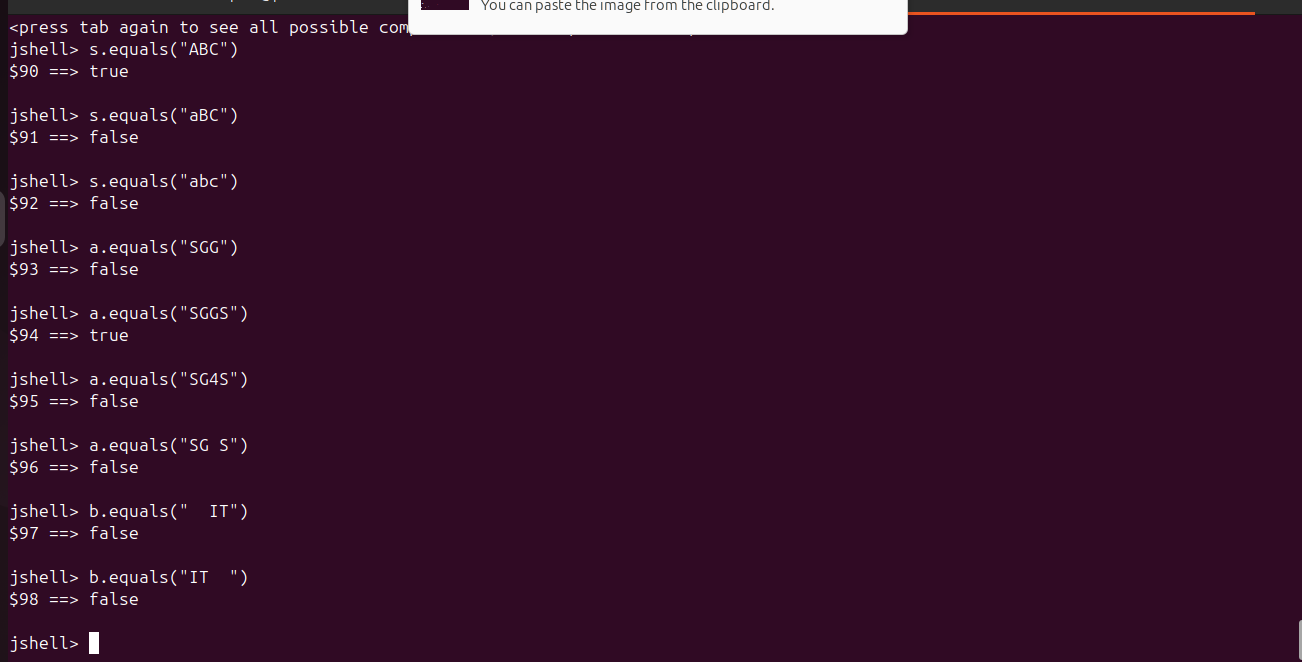 You can paste the image from the clipboard.
<press tab again to see all possible
jshell> s.equals("ABC")
$90 ==> true
jshell> s.equals("aBC")
$91 ==> false
jshell> s.equals("abc")
$92 ==> false
jshell> a.equals("SGG")
$93 ==> false
jshell> a.equals("SGGS")
$94 ==> true
jshell> a.equals("SG4S")
$95 ==> false
jshell> a.equals("SG S")
$96 ==> false
jshell> b.equals("  IT")
$97 ==> false
jshell> b.equals("IT  ")
$98 ==> false
jshell>